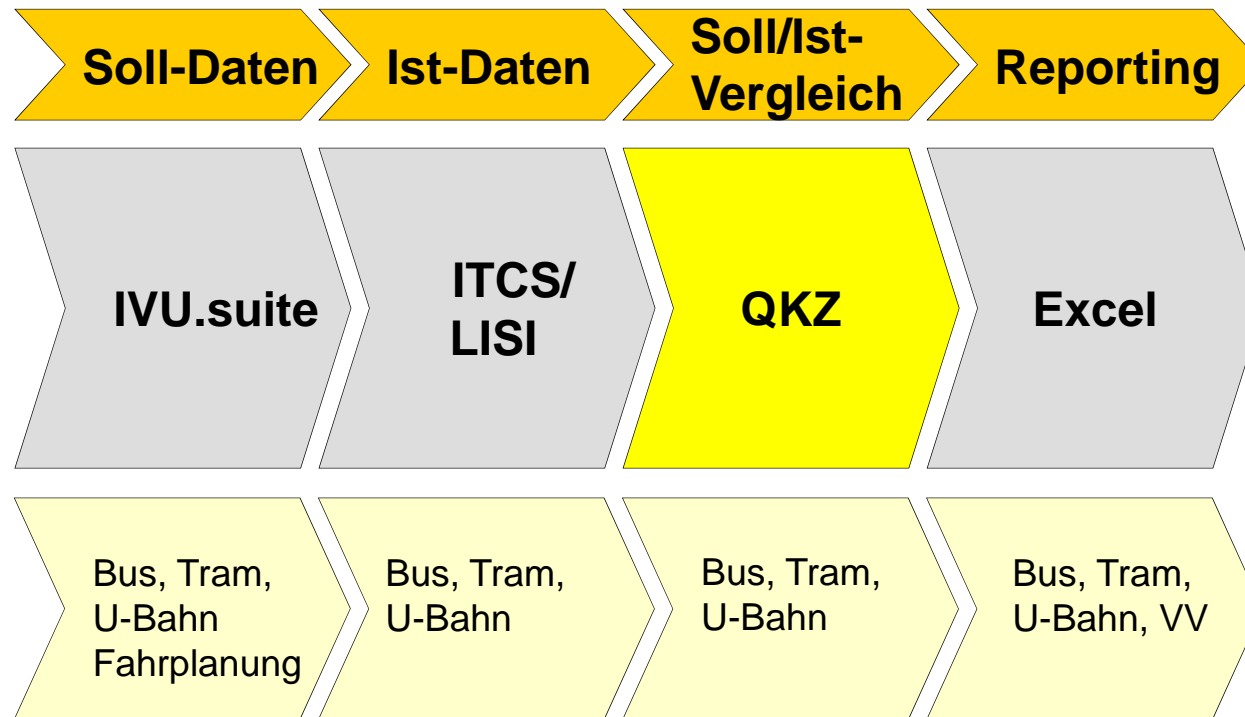 Soll-Daten
Ist-Daten
Soll/Ist-
Vergleich
Reporting
IVU.suite
ITCS/
LISI
QKZ
Excel
Bus, Tram,
U-Bahn
Fahrplanung
Bus, Tram,
U-Bahn
Bus, Tram,
U-Bahn
Bus, Tram,
U-Bahn, VV